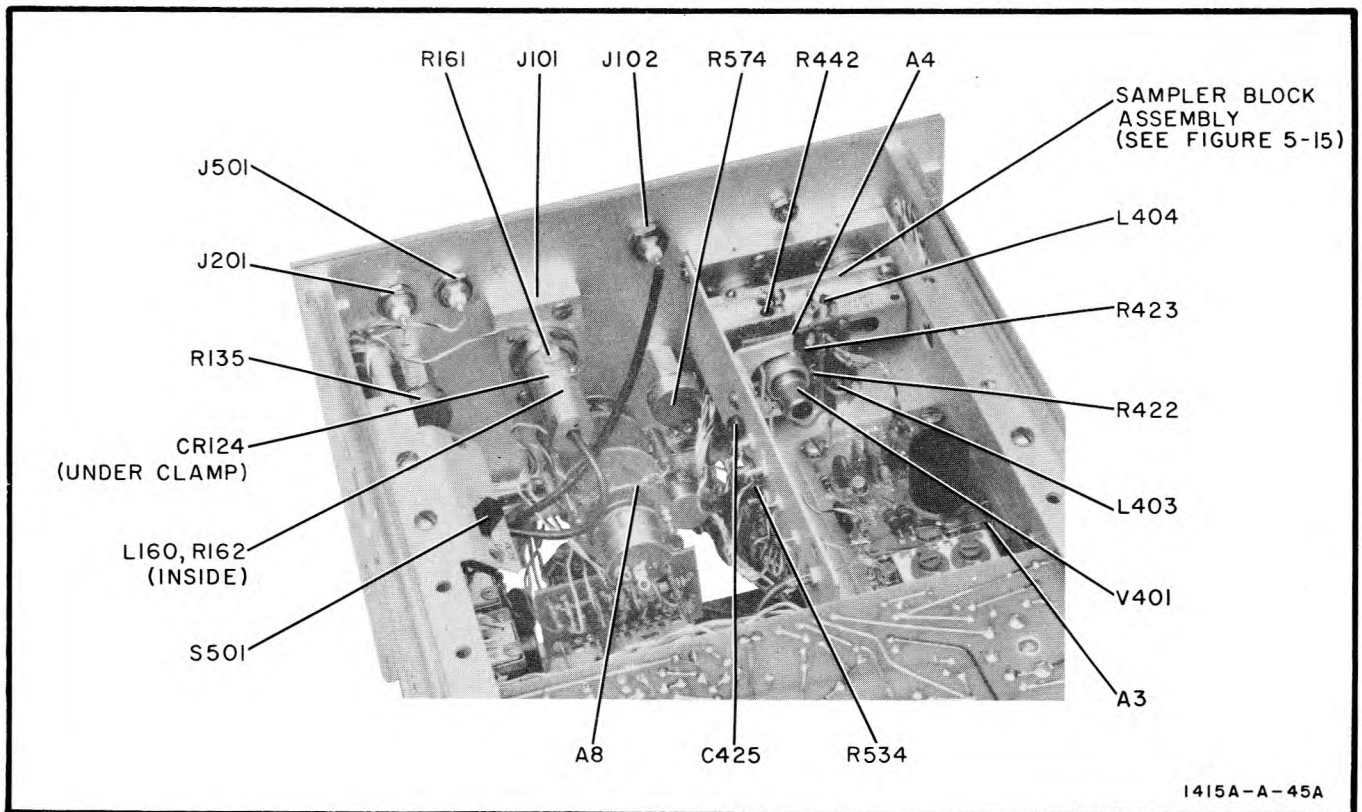 R161
J101
J102
R574
R442
A4
SAMPLER BLOCK
ASSEMBLY
(SEE FIGURE 5-15)
J501
L404
J201
R423
R135
R422
CR124
(UNDER CLAMP)
L403
L160, R162
(INSIDE)
V401
S501
A3
A8
C425
R534
1415A-A-45A